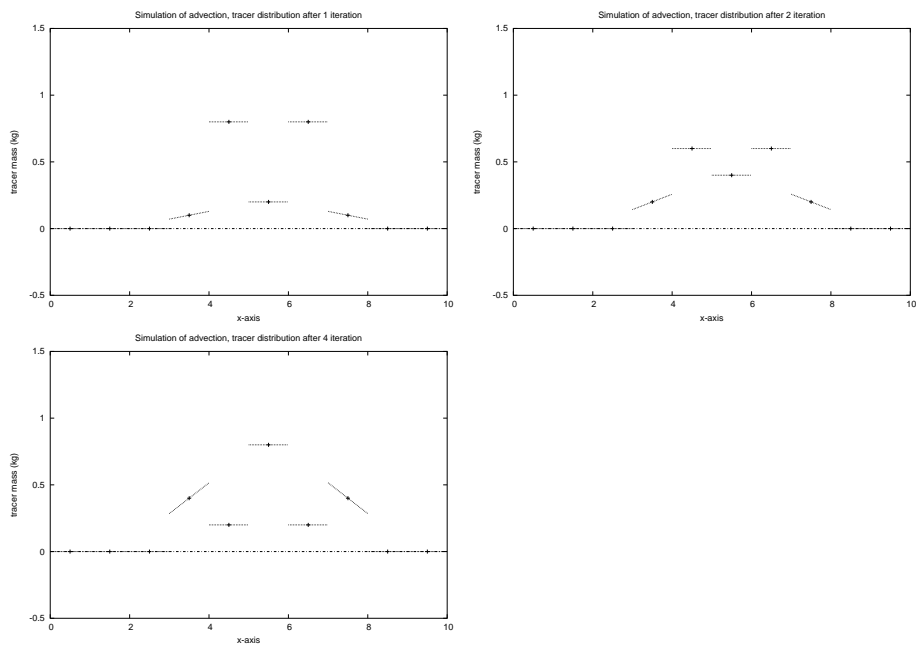 Simulation of advection, tracer distribution after 1 iteration
1.5
1
0.5
0
-0.5
tracer mass (kg)
0 2 4 6 8 10
x-axis
Simulation of advection, tracer distribution after 2 iteration
1.5
1
0.5
0
-0.5
tracer mass (kg)
0 2 4 6 8 10
x-axis
Simulation of advection, tracer distribution after 4 iteration
1.5
1
0.5
0
-0.5
tracer mass (kg)
0 2 4 6 8 10
x-axis